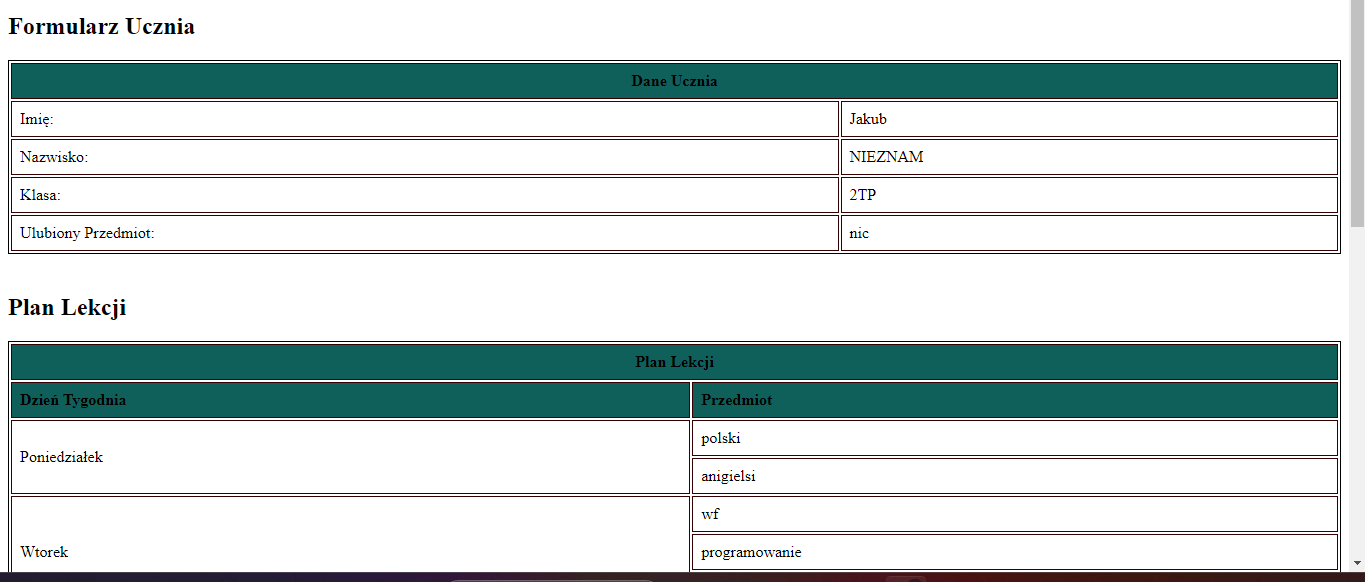 Formularz Ucznia
Dane Ucznia
Imię: Jakub
Nazwisko: NIEZNAM
Klasa: 2TP
Ulubiony Przedmiot: nic
Plan Lekcji
Plan Lekcji
Dzień Tygodnia Przedmiot
Poniedziałek polski
anigielsi
wf
Wtorek programowanie